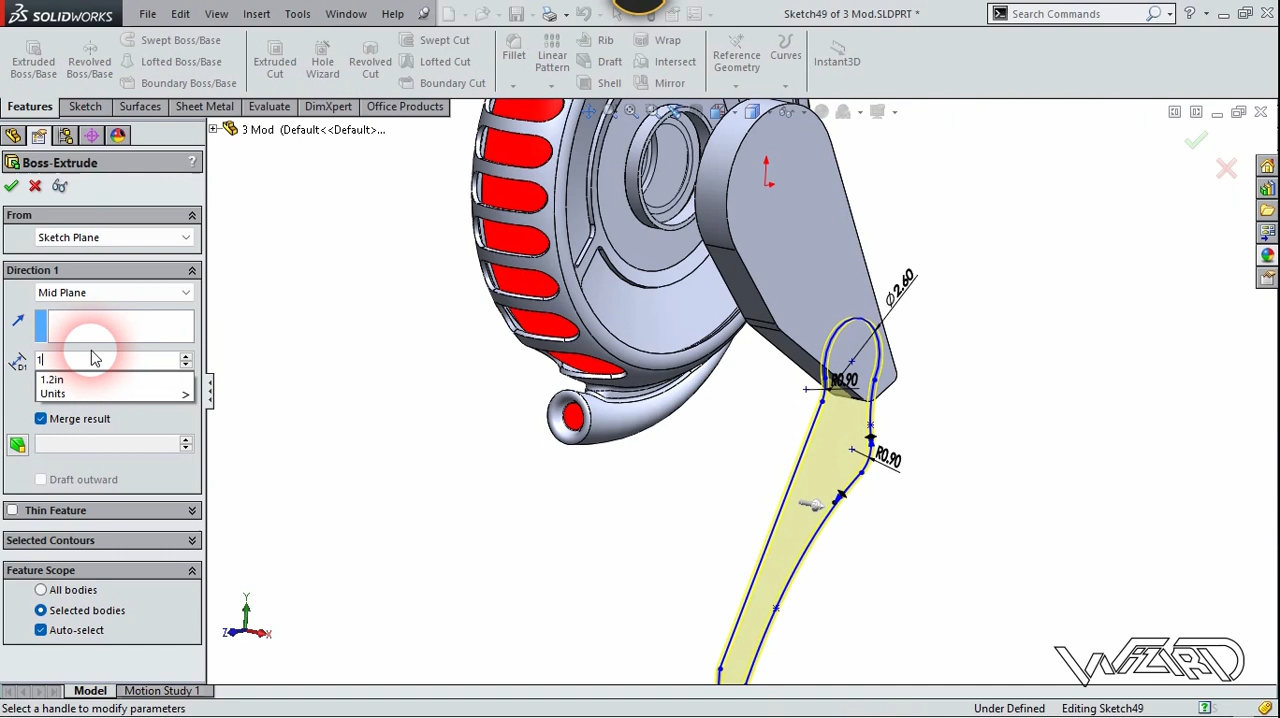 SOLIDWORKS
File Edit View Insert Tools Window Help
Sketch49 of 3 Mod.SLDPRT *
Search Commands
Extruded Boss/Base
Revolved Boss/Base
Swept Boss/Base
Lofted Boss/Base
Boundary Boss/Base
Extruded Cut
Hole Wizard
Revolved Cut
Swept Cut
Lofted Cut
Boundary Cut
Fillet
Linear Pattern
Rib
Draft
Shell
Wrap
Intersect
Mirror
Reference Geometry
Curves
Instant3D
Features Sketch Surfaces Sheet Metal Evaluate DimXpert Office Products
3 Mod (Default<<Default>...
Boss-Extrude
?
From
Sketch Plane
Direction 1
Mid Plane
D1
1
1.2in
Units >
Merge result
Draft outward
Thin Feature
Selected Contours
Feature Scope
All bodies
Selected bodies
Auto-select
Ø2.60
R0.90
R0.90
Y
Z
X
WIZARD
Model Motion Study 1
Select a handle to modify parameters
Under Defined
Editing Sketch49